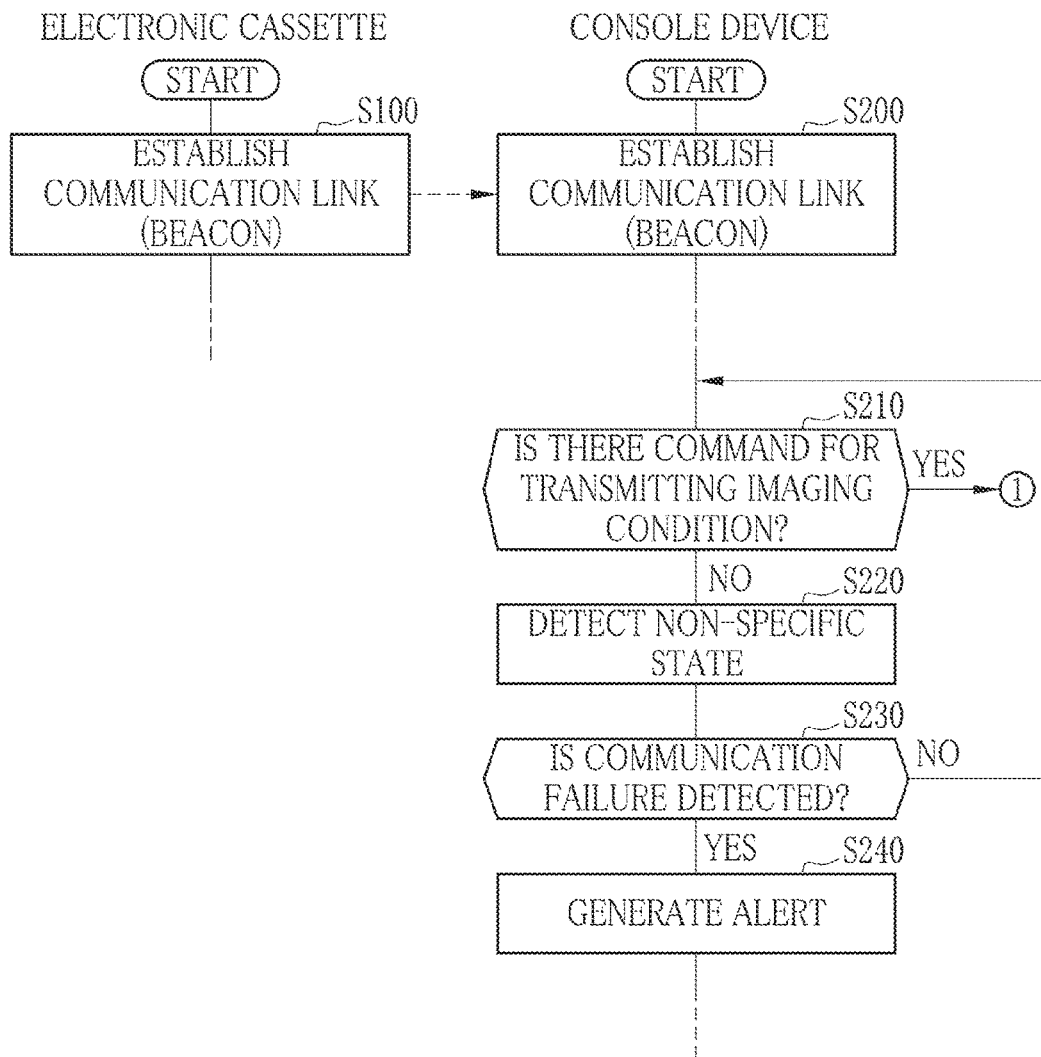 ELECTRONIC CASSETTE
CONSOLE DEVICE
START
START
S100
S200
ESTABLISH
COMMUNICATION LINK
(BEACON)
ESTABLISH
COMMUNICATION LINK
(BEACON)
S210
IS THERE COMMAND FOR
TRANSMITTING IMAGING
CONDITION?
YES
1
NO
S220
DETECT NON-SPECIFIC
STATE
S230
IS COMMUNICATION
FAILURE DETECTED?
NO
YES
S240
GENERATE ALERT